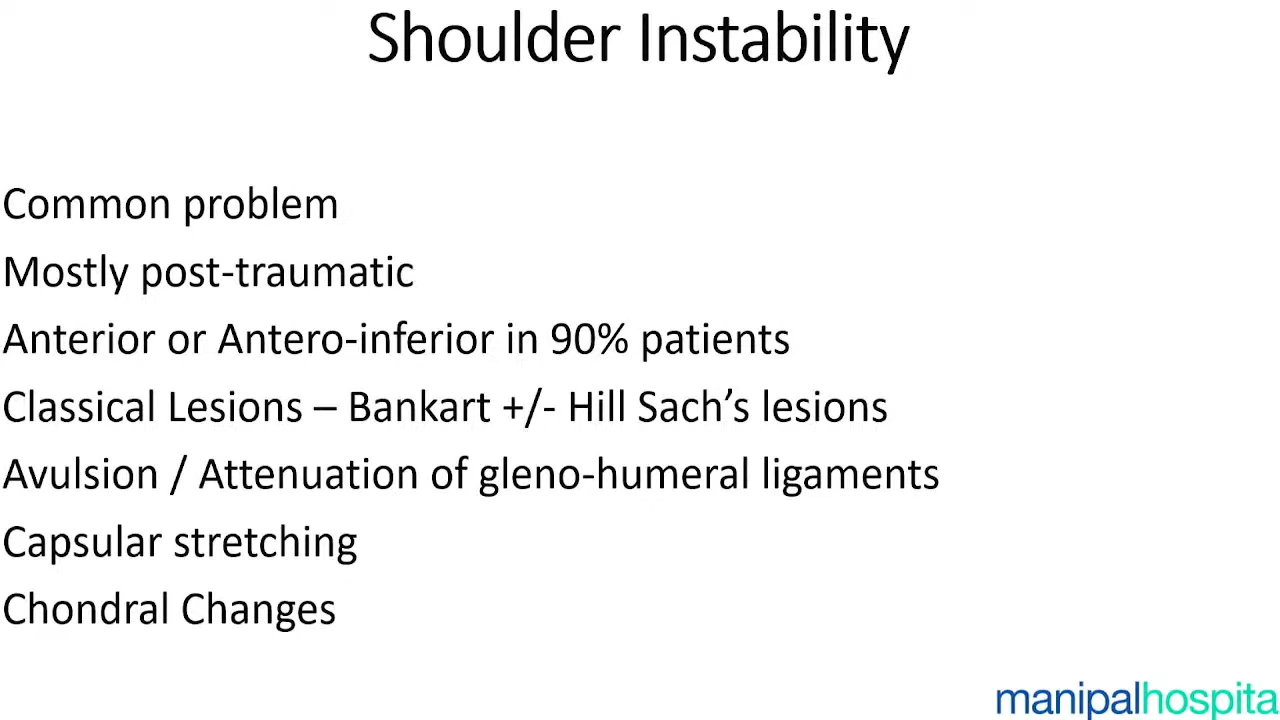 Shoulder Instability
Common problem
Mostly post-traumatic
Anterior or Antero-inferior in 90% patients
Classical Lesions – Bankart +/- Hill Sach’s lesions
Avulsion / Attenuation of gleno-humeral ligaments
Capsular stretching
Chondral Changes
manipalhospita